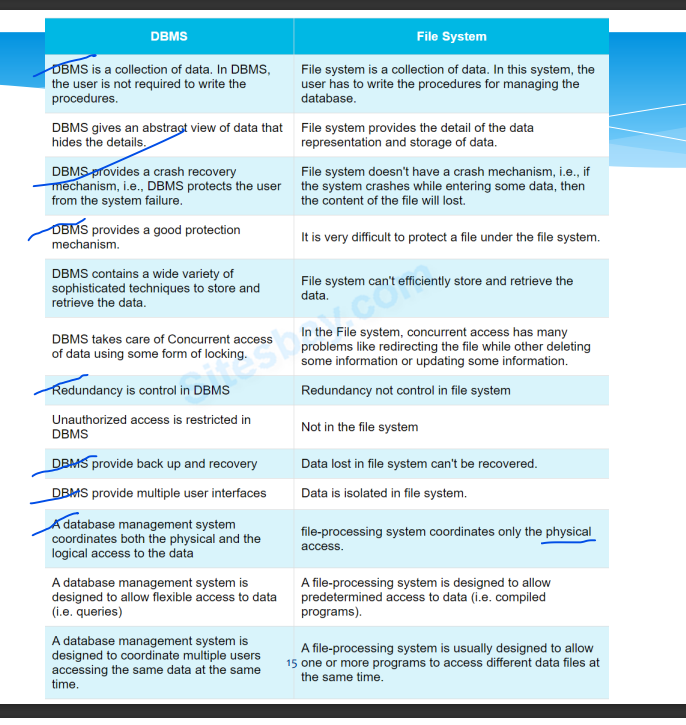 DBMS
File System
DBMS is a collection of data. In DBMS,
the user is not required to write the
procedures.
File system is a collection of data. In this system, the
user has to write the procedures for managing the
database.
DBMS gives an abstract view of data that
hides the details.
File system provides the detail of the data
representation and storage of data.
DBMS provides a crash recovery
mechanism, i.e., DBMS protects the user
from the system failure.
File system doesn't have a crash mechanism, i.e., if
the system crashes while entering some data, then
the content of the file will lost.
DBMS provides a good protection
mechanism.
It is very difficult to protect a file under the file system.
DBMS contains a wide variety of
sophisticated techniques to store and
retrieve the data.
File system can't efficiently store and retrieve the
data.
DBMS takes care of Concurrent access
of data using some form of locking.
In the File system, concurrent access has many
problems like redirecting the file while other deleting
some information or updating some information.
Redundancy is control in DBMS
Redundancy not control in file system
Unauthorized access is restricted in
DBMS
Not in the file system
DBMS provide back up and recovery
Data lost in file system can't be recovered.
DBMS provide multiple user interfaces
Data is isolated in file system.
A database management system
coordinates both the physical and the
logical access to the data
file-processing system coordinates only the physical
access.
A database management system is
designed to allow flexible access to data
(i.e. queries)
A file-processing system is designed to allow
predetermined access to data (i.e. compiled
programs).
A database management system is
designed to coordinate multiple users
accessing the same data at the same
time.
A file-processing system is usually designed to allow
one or more programs to access different data files at
the same time.
15
Sitesbay.com